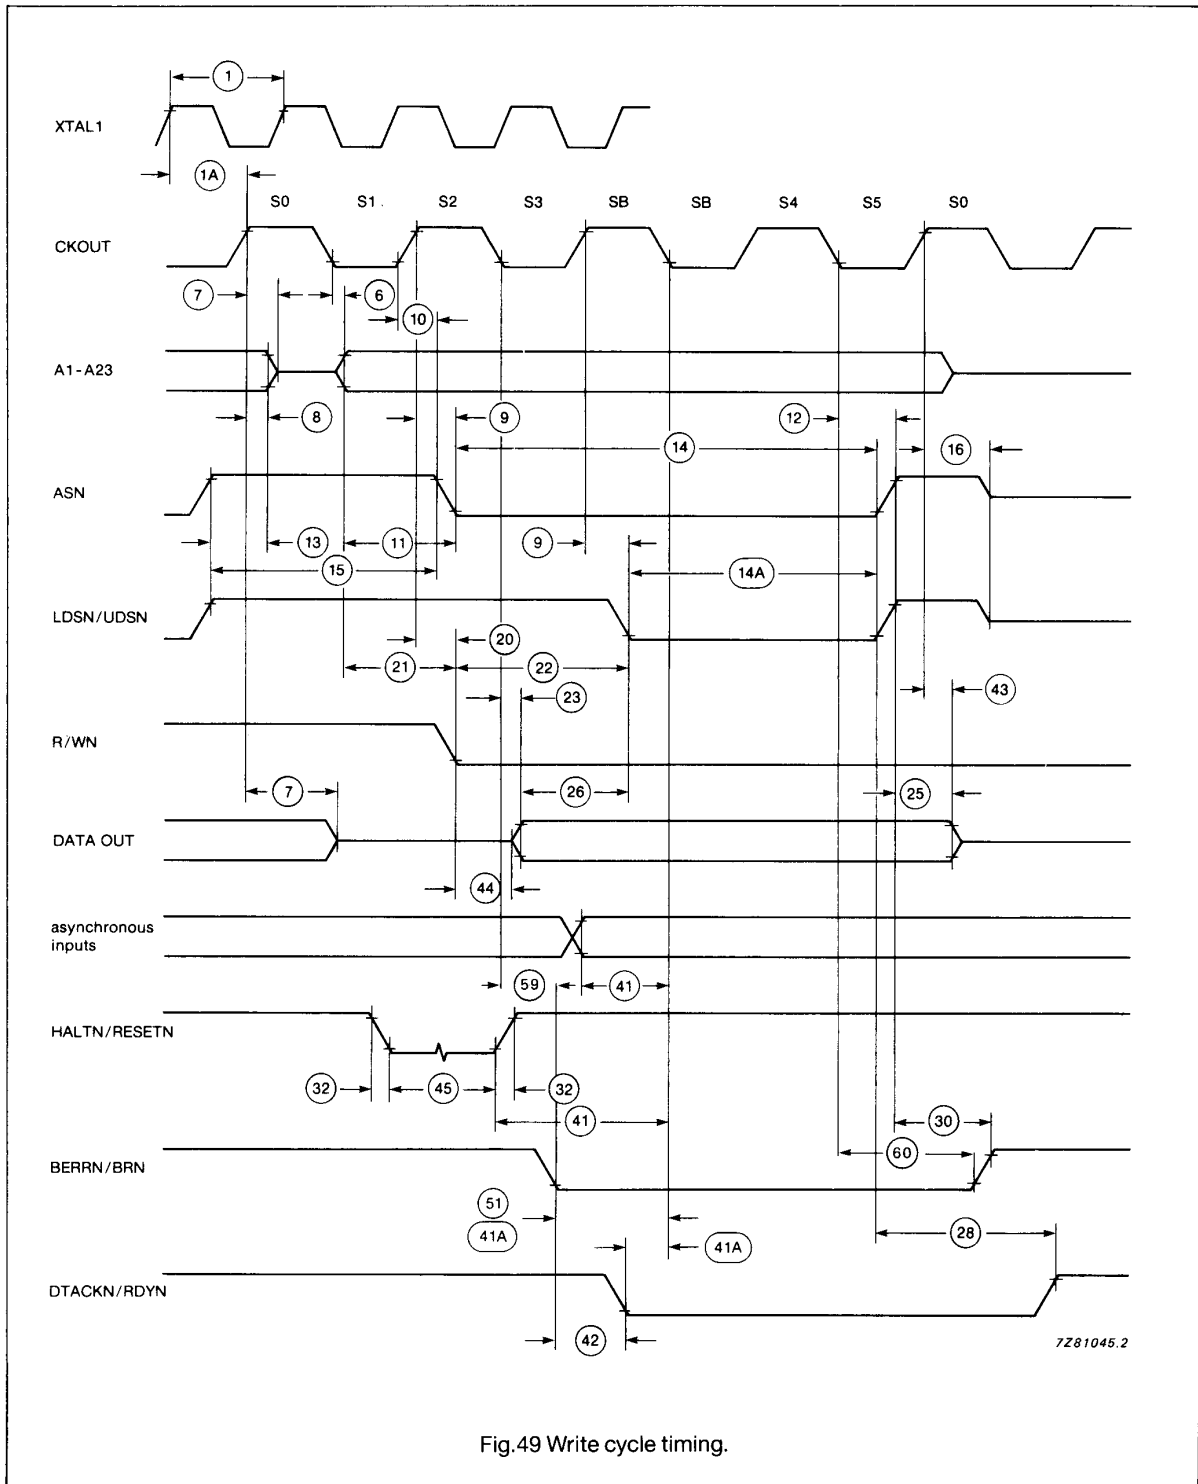 1
XTAL1
1A
S0 S1 S2 S3 SB SB S4 S5 S0
CKOUT
7 6
10
A1-A23
8 9 12
14 16
ASN
13 11 9
15 14A
LDSN/UDSN
20
21 22
23 43
R/WN
7 26 25
DATA OUT
44
asynchronous
inputs
59 41
HALTN/RESETN
32 45 32
41 30
BERRN/BRN 60
51
41A 41A 28
DTACKN/RDYN
42
7Z81045.2
Fig.49 Write cycle timing.